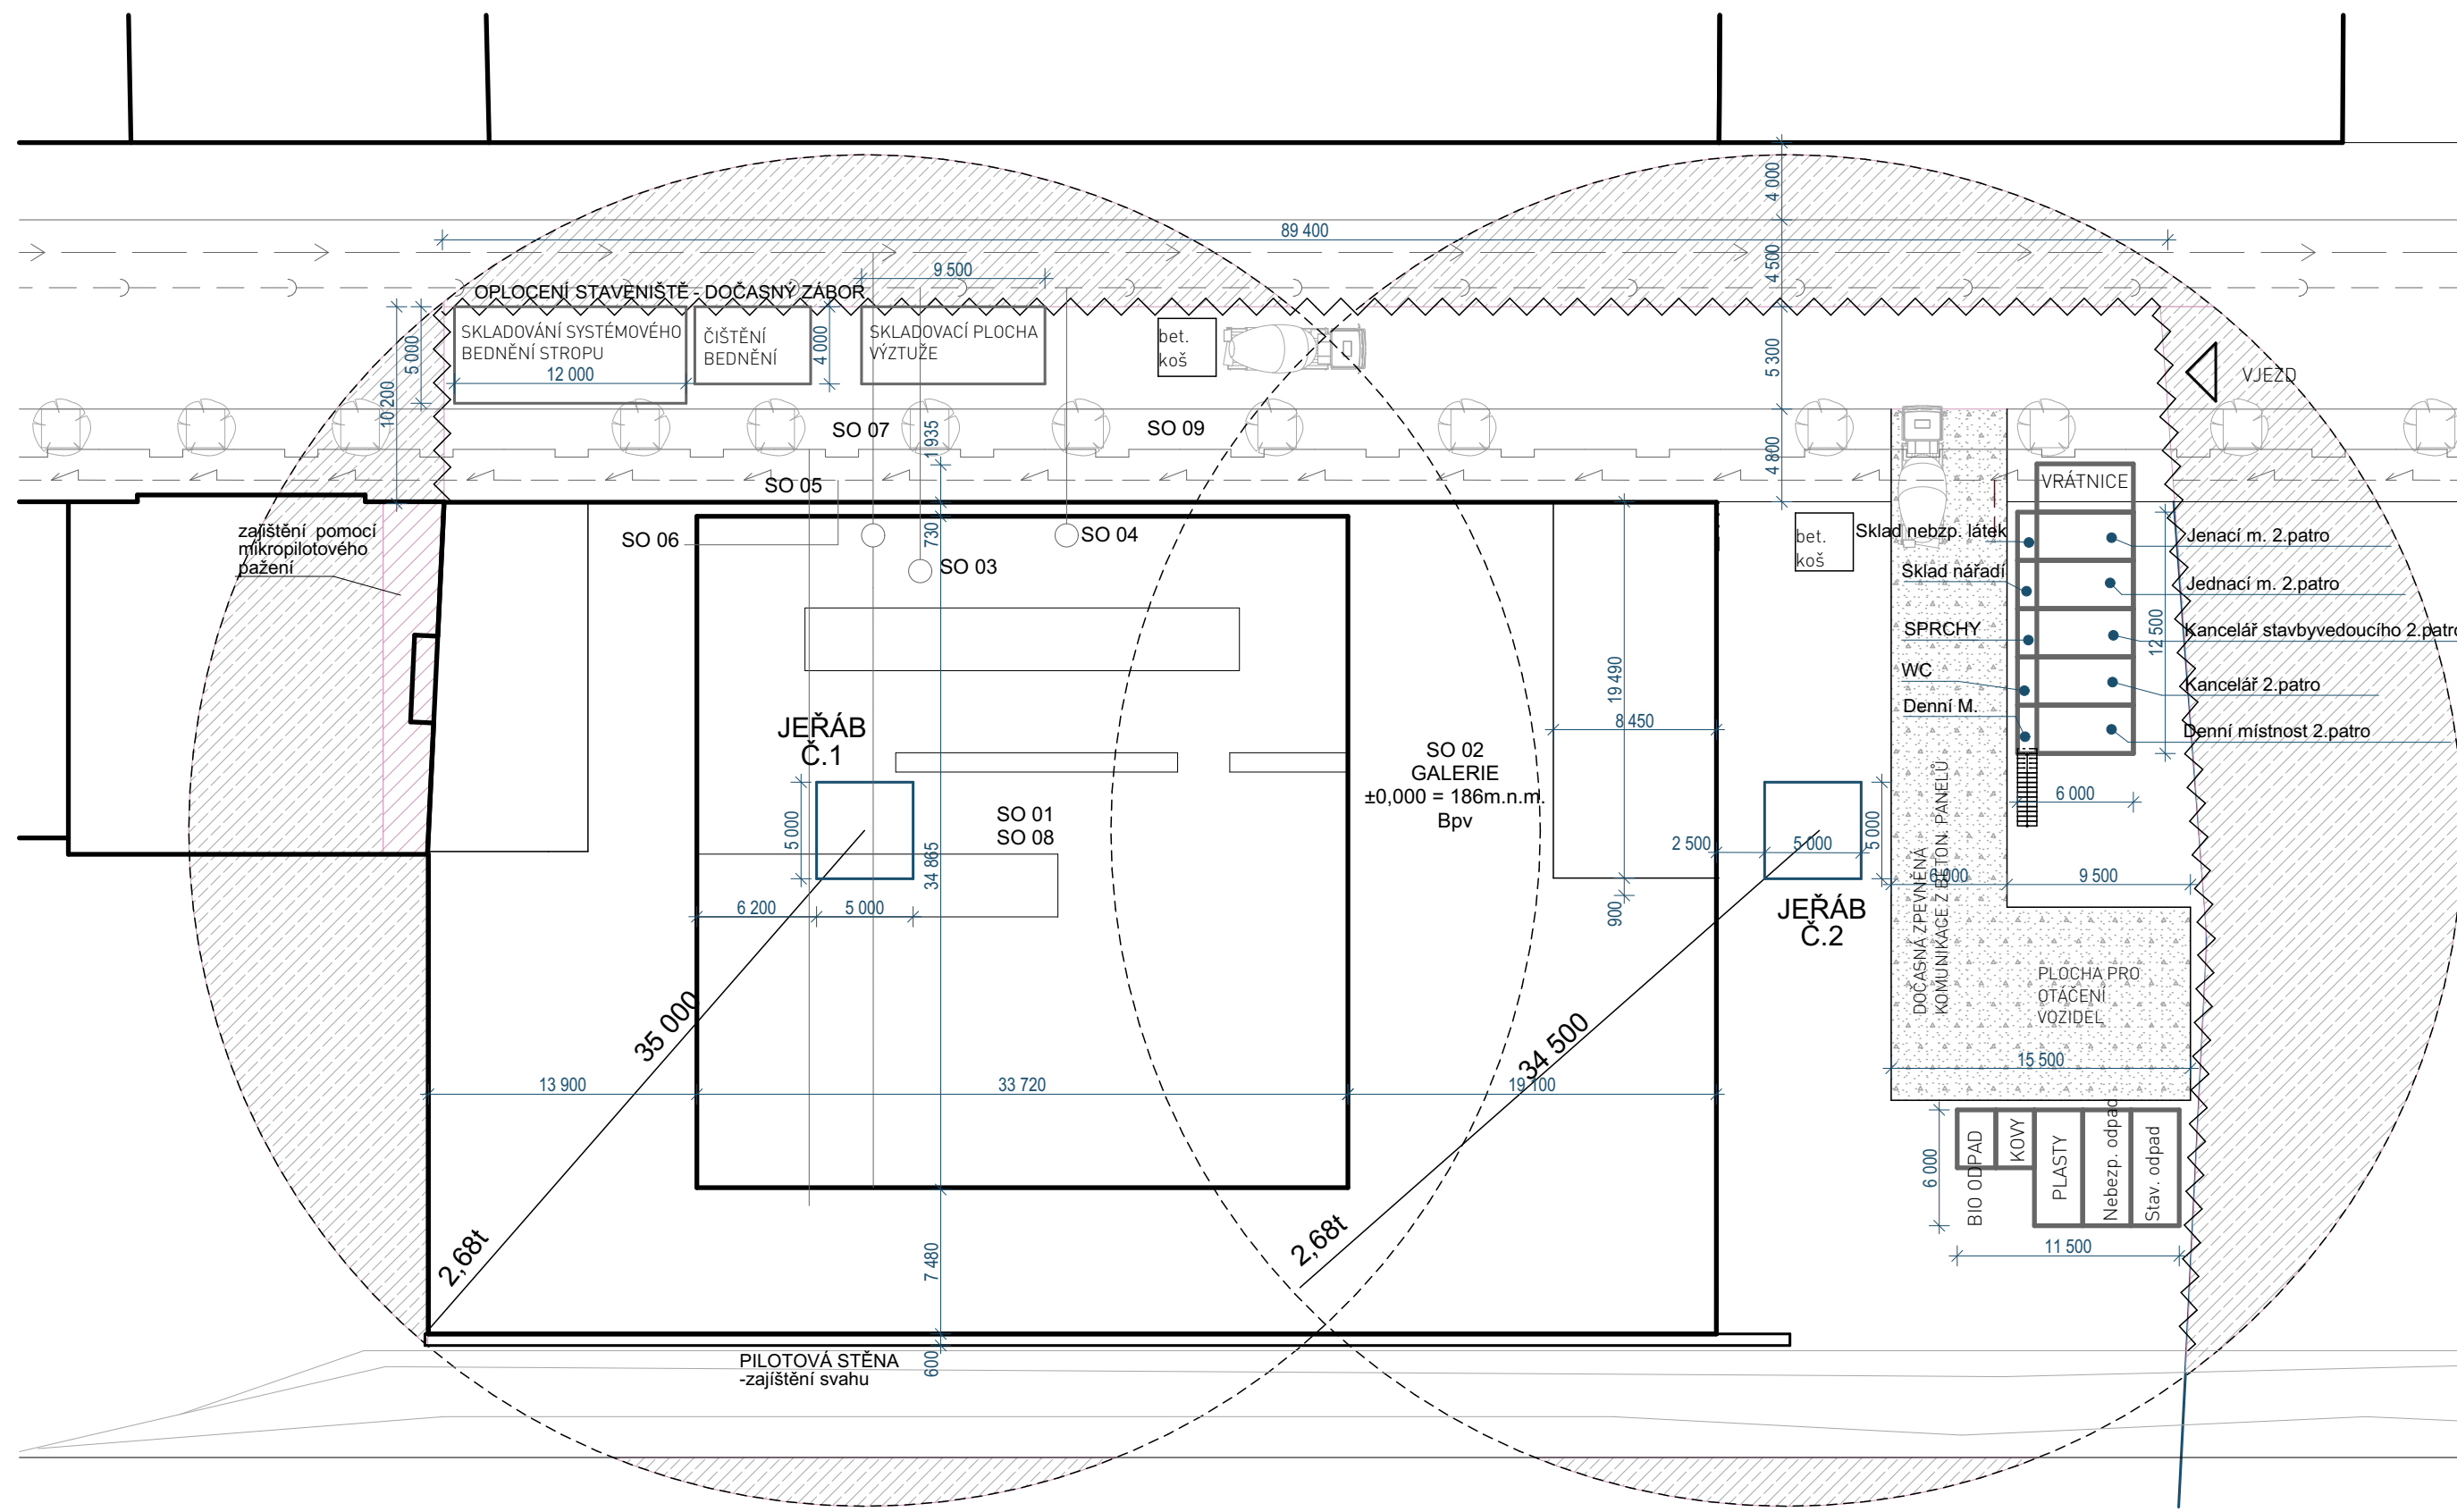 4 000
89 400
4 500
9 500
OPLOCENÍ STAVENIŠTĚ - DOČASNÝ ZÁBOR
SKLADOVÁNÍ SYSTÉMOVÉHO
BEDNĚNÍ STROPU
12 000
ČIŠTĚNÍ
BEDNĚNÍ
4 000
SKLADOVACÍ PLOCHA
VÝZTUŽE
bet.
koš
5 300
5 000
10 200
VJEZD
SO 07
1 935
SO 09
4 800
SO 05
VRÁTNICE
zajištění pomocí
mikropilotového
pažení
SO 06
730
SO 04
SO 03
bet.
koš
Sklad nebzp. látek
Jenací m. 2.patro
Sklad nářadí
Jednací m. 2.patro
SPRCHY
12 500
Kancelář stavbyvedoucího 2.patro
WC
Kancelář 2.patro
Denní M.
Denní místnost 2.patro
19 490
8 450
JEŘÁB
Č.1
SO 02
GALERIE
±0,000 = 186m.n.m.
Bpv
6 000
5 000
SO 01
SO 08
34 865
2 500
5 000
5 000
6 000
9 500
6 200
5 000
900
JEŘÁB
Č.2
DOČASNÁ ZPEVNĚNÁ
KOMUNIKACE Z BETON. PANELŮ
PLOCHA PRO
OTÁČENÍ
VOZIDEL
35 000
34 500
15 500
13 900
33 720
19 100
6 000
BIO ODPAD
KOVY
PLASTY
Nebezp. odpad
Stav. odpad
11 500
2,68t
2,68t
7 480
600
PILOTOVÁ STĚNA
-zajíštění svahu